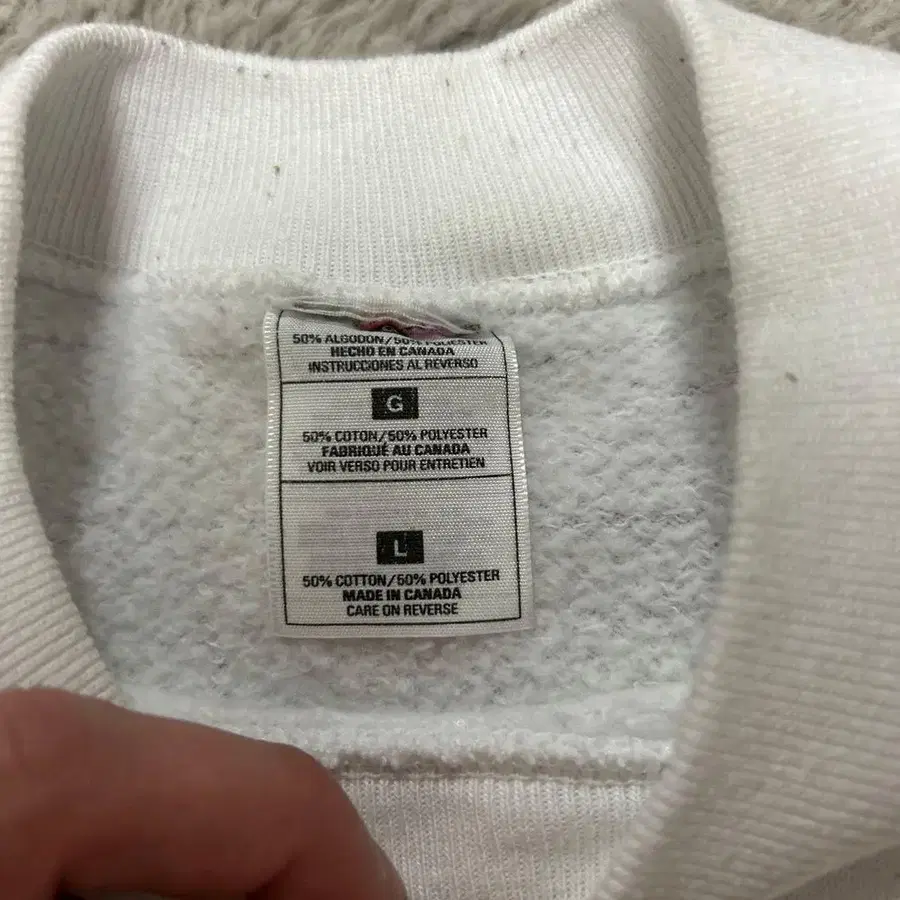 50% ALGODON/50% POLIESTER
HECHO EN CANADA
INSTRUCCIONES AL REVERSO
G
50% COTON/50% POLYESTER
FABRIQUÉ AU CANADA
VOIR VERSO POUR ENTRETIEN
L
50% COTTON/50% POLYESTER
MADE IN CANADA
CARE ON REVERSE